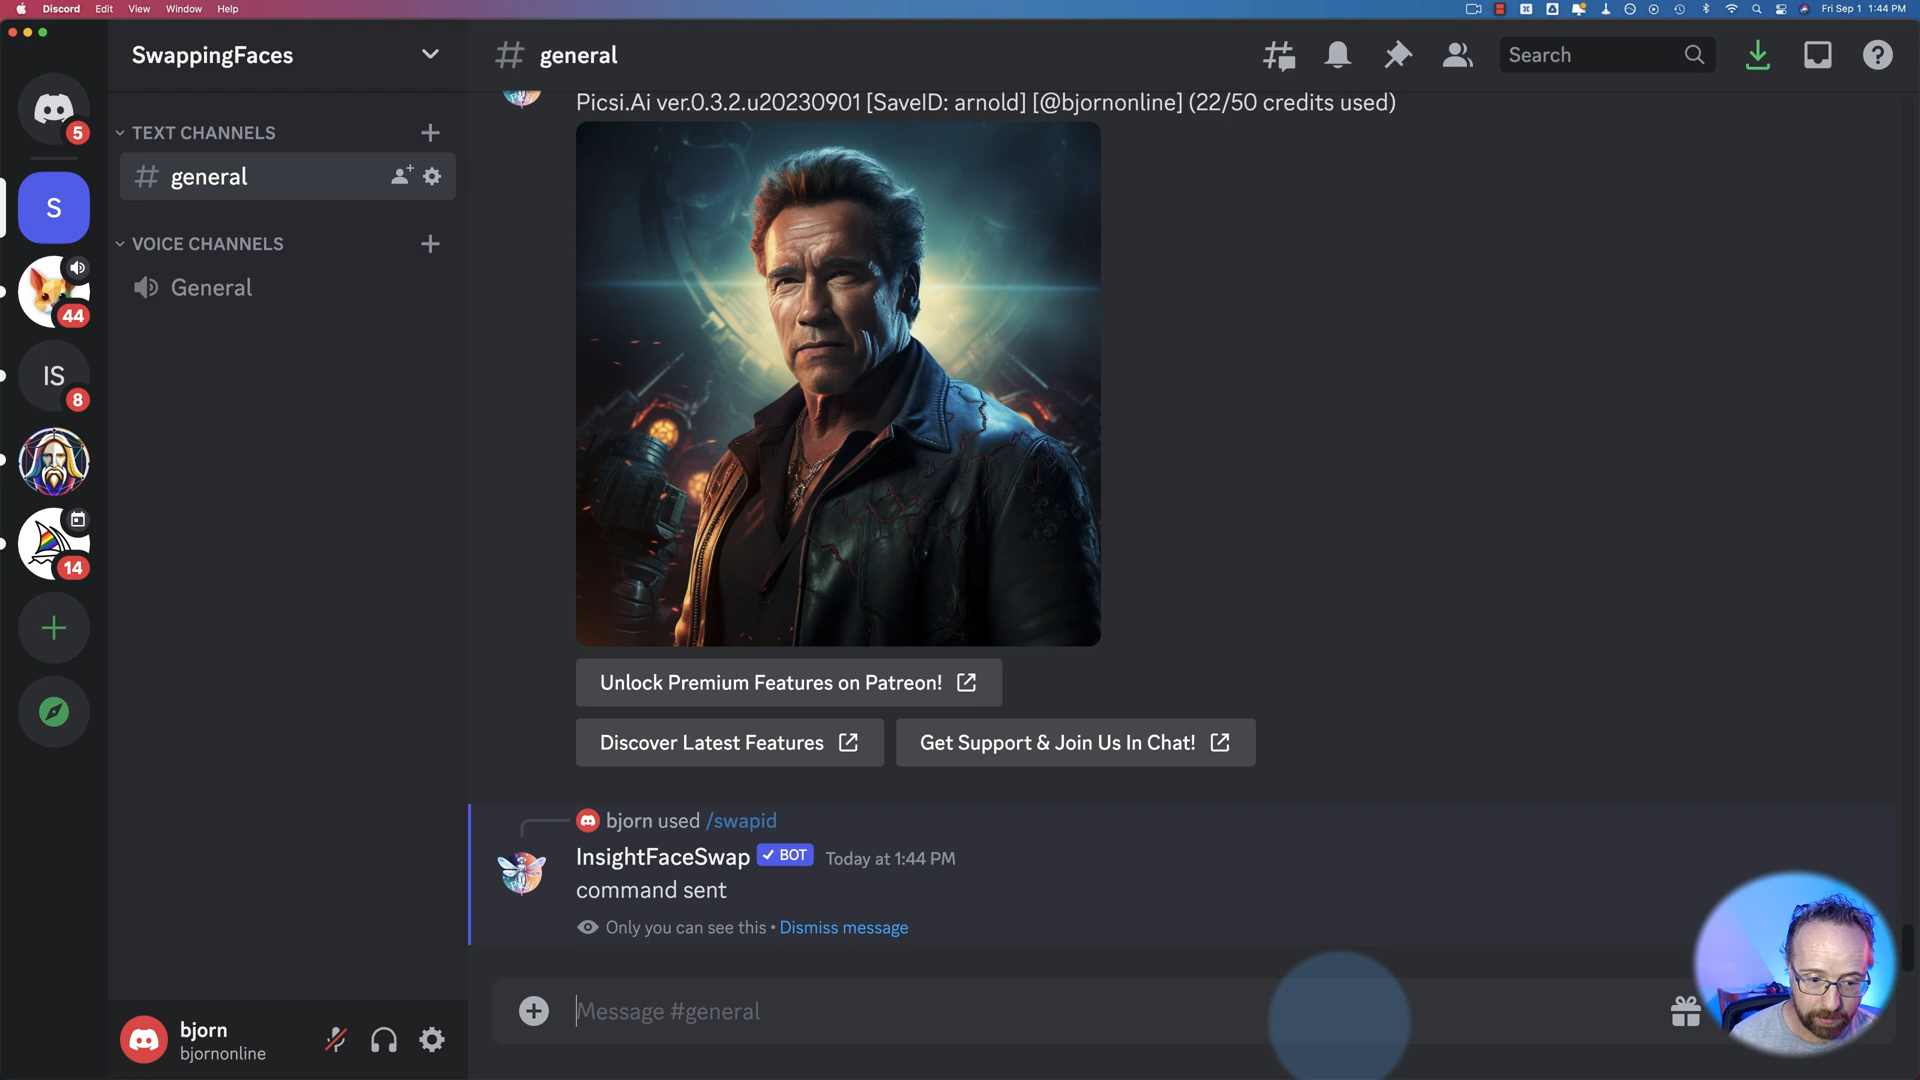 Discord Edit View Window Help
Fri Sep 1 1:44 PM
SwappingFaces
general
Search
5
TEXT CHANNELS
general
S
VOICE CHANNELS
General
44
IS
8
14
Picsi.Ai ver.0.3.2.u20230901 [SaveID: arnold] [@bjornonline] (22/50 credits used)
Unlock Premium Features on Patreon!
Discover Latest Features
Get Support & Join Us In Chat!
bjorn used /swapid
InsightFaceSwap BOT Today at 1:44 PM
command sent
Only you can see this • Dismiss message
Message #general
bjorn
bjornonline